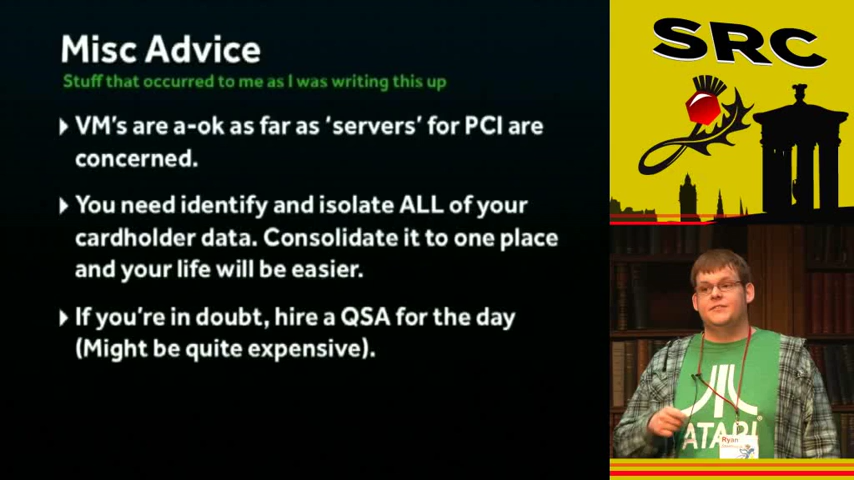 Misc Advice
Stuff that occurred to me as I was writing this up
VM's are a-ok as far as 'servers' for PCI are
concerned.
You need identify and isolate ALL of your
cardholder data. Consolidate it to one place
and your life will be easier.
If you're in doubt, hire a QSA for the day
(Might be quite expensive).
SRC
ATARI
Ryan